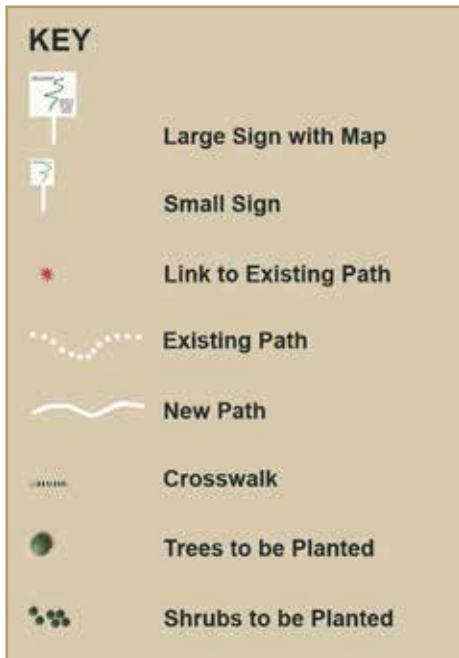 KEY
Large Sign with Map
Small Sign
Link to Existing Path
Existing Path
New Path
Crosswalk
Trees to be Planted
Shrubs to be Planted